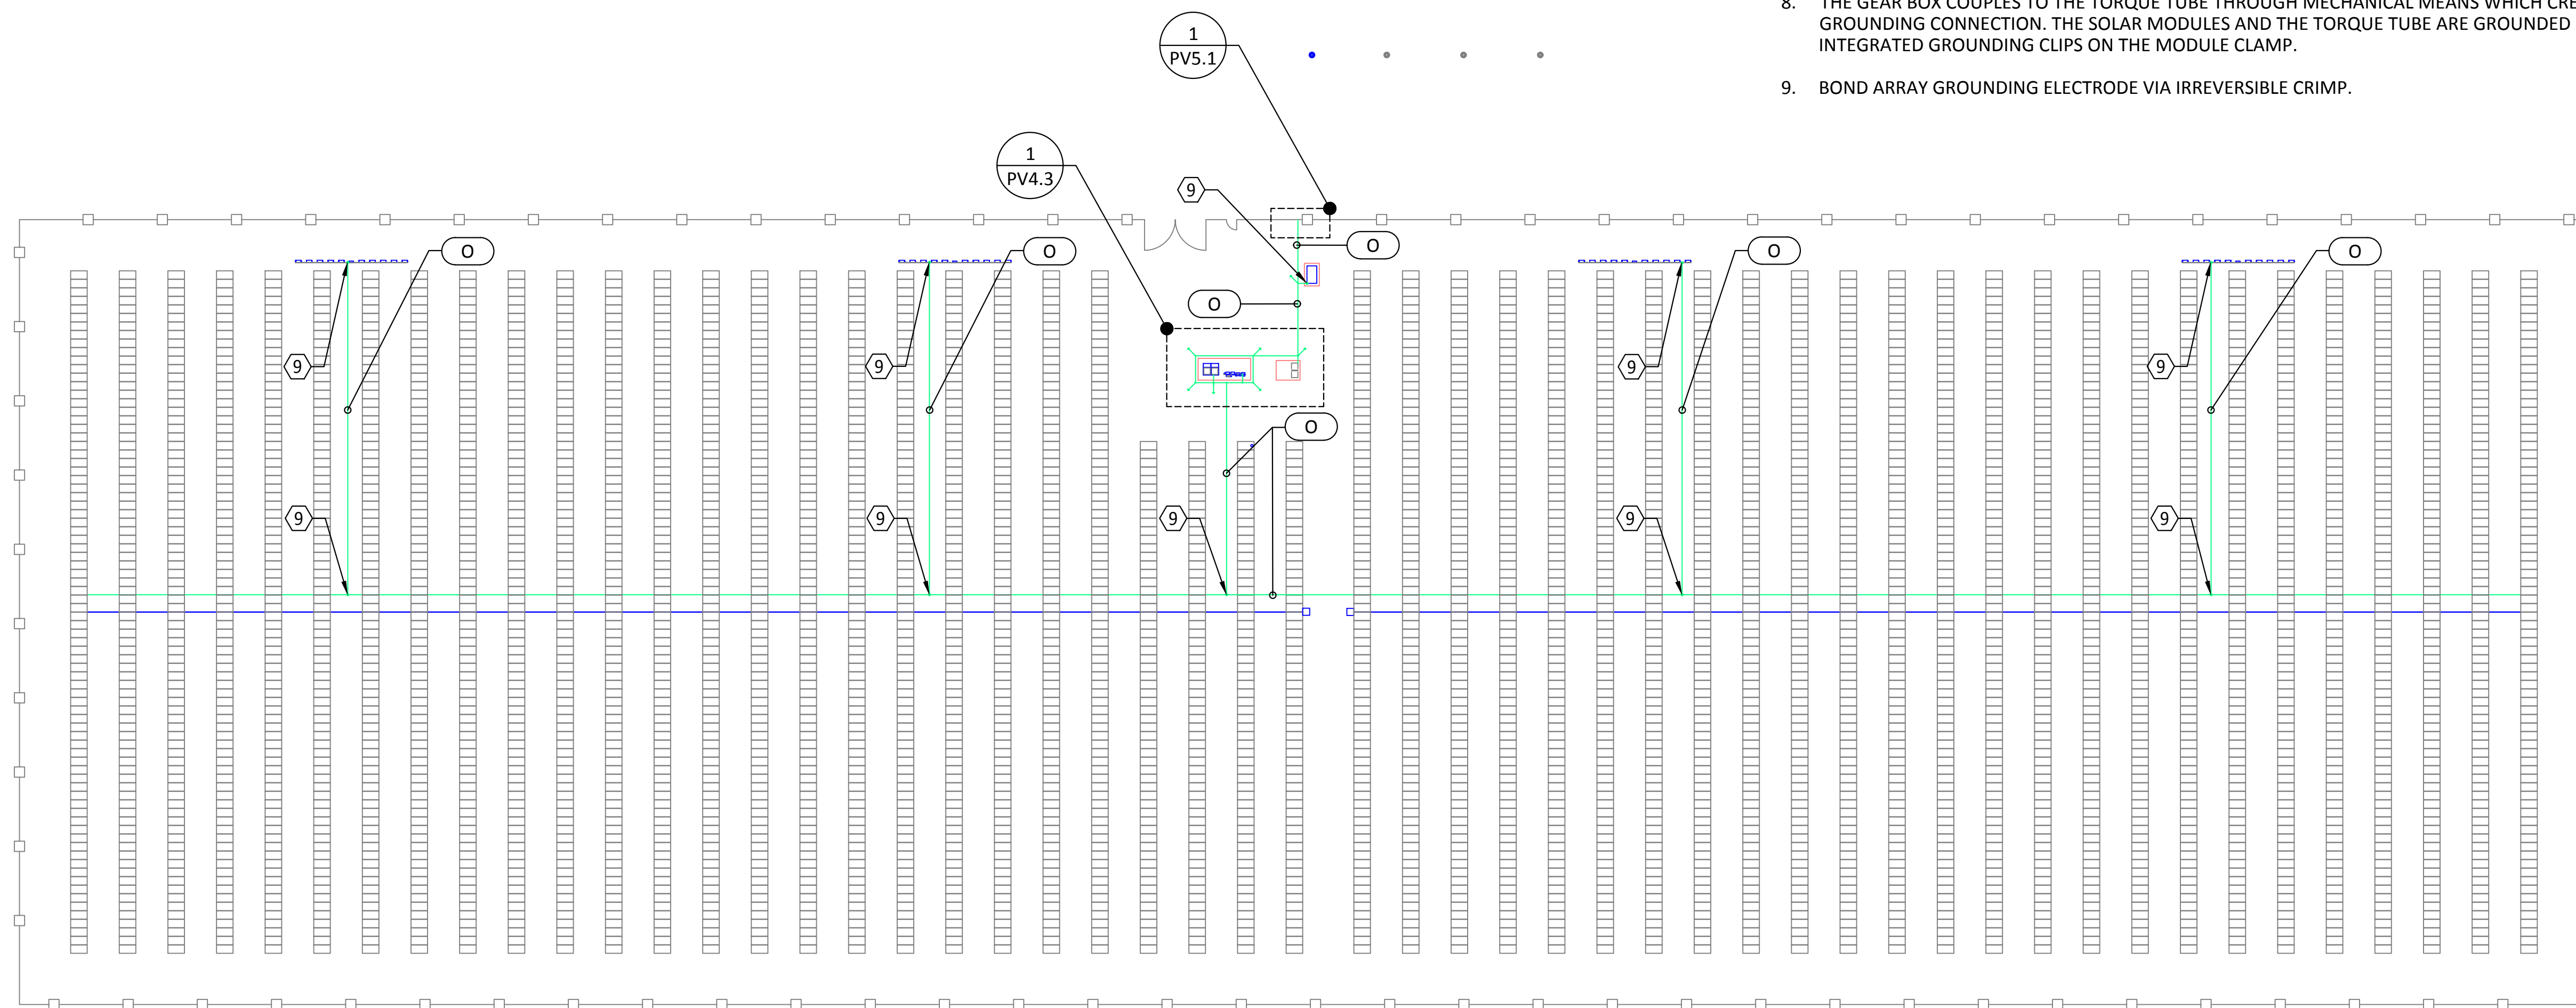 8. THE GEAR BOX COUPLES TO THE TORQUE TUBE THROUGH MECHANICAL MEANS WHICH
GROUNDING CONNECTION. THE SOLAR MODULES AND THE TORQUE TUBE ARE GROUNDED
INTEGRATED GROUNDING CLIPS ON THE MODULE CLAMP.
9. BOND ARRAY GROUNDING ELECTRODE VIA IRREVERSIBLE CRIMP.
1
PV5.1
1
PV4.3
9
O
O
O
O
O
O
9
9
9
9
O
9
9
9
9
9